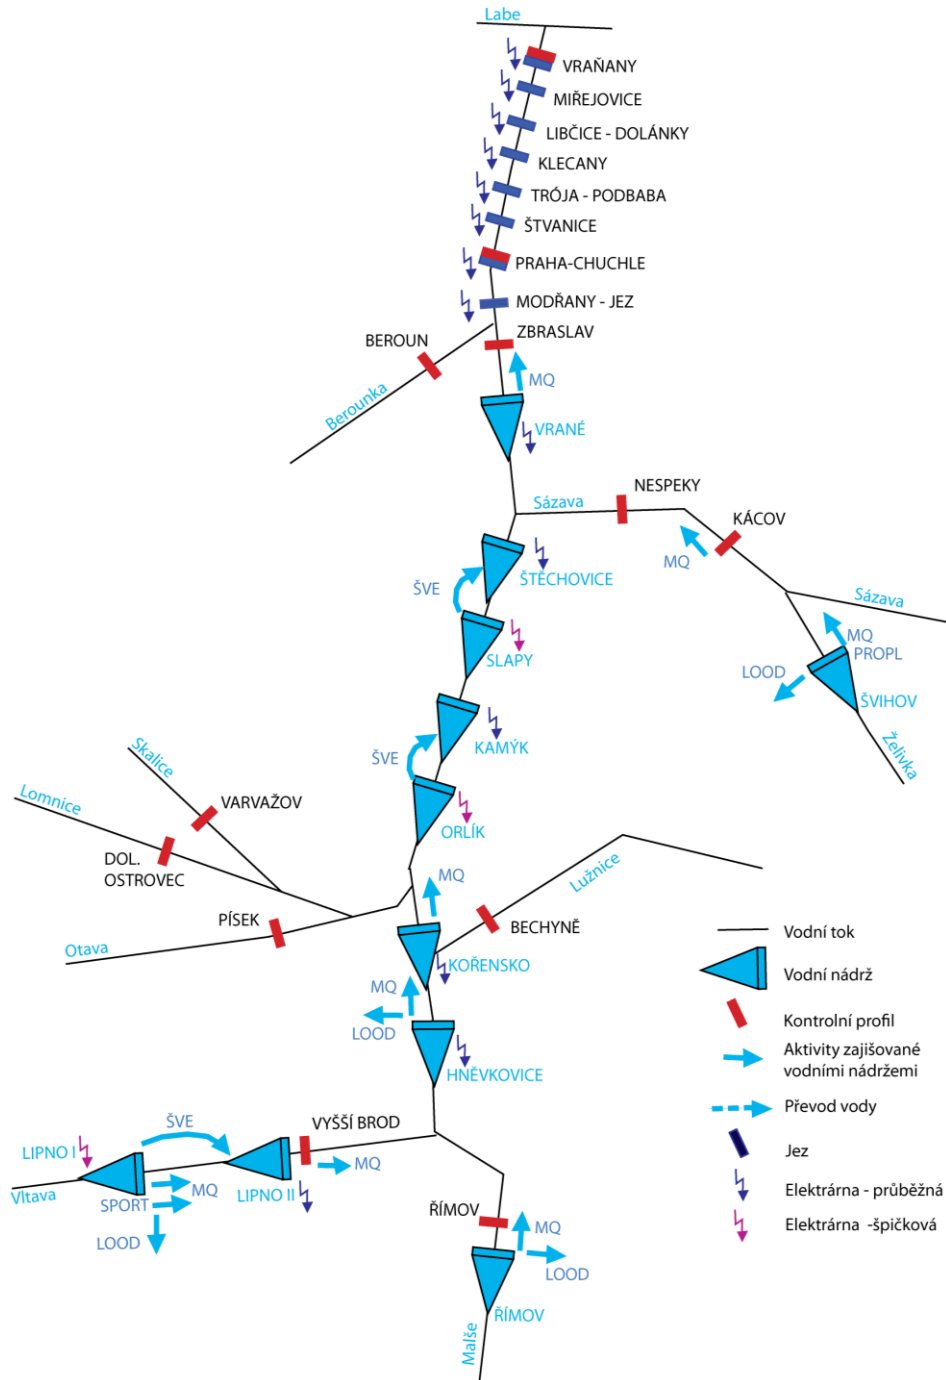 Labe
VRAŇANY
MIŘEJOVICE
LIBČICE - DOLÁNKY
KLECANY
TRÓJA - PODBABA
ŠTVANICE
PRAHA-CHUCHLE
MODŘANY - JEZ
ZBRASLAV
BEROUN
MQ
Berounka
VRANÉ
NESPEKY
Sázava
KÁCOV
MQ
ŠTĚCHOVICE
ŠVE
Sázava
MQ
PROPL
SLAPY
LOOD
ŠVIHOV
KAMÝK
Skalice
ŠVE
Želivka
Lomnice
VARVAŽOV
ORLÍK
DOL.
OSTROVEC
Lužnice
MQ
PÍSEK
BECHYNĚ
Otava
KOŘENSKO
MQ
LOOD
HNĚVKOVICE
Vodní tok
Vodní nádrž
Kontrolní profil
Aktivity zajišované
vodními nádržemi
Převod vody
Jez
Elektrárna - průběžná
Elektrárna -špičková
ŠVE
VYŠŠÍ BROD
LIPNO I
MQ
Vltava
SPORT
MQ
LIPNO II
LOOD
ŘÍMOV
MQ
LOOD
ŘÍMOV
Malše